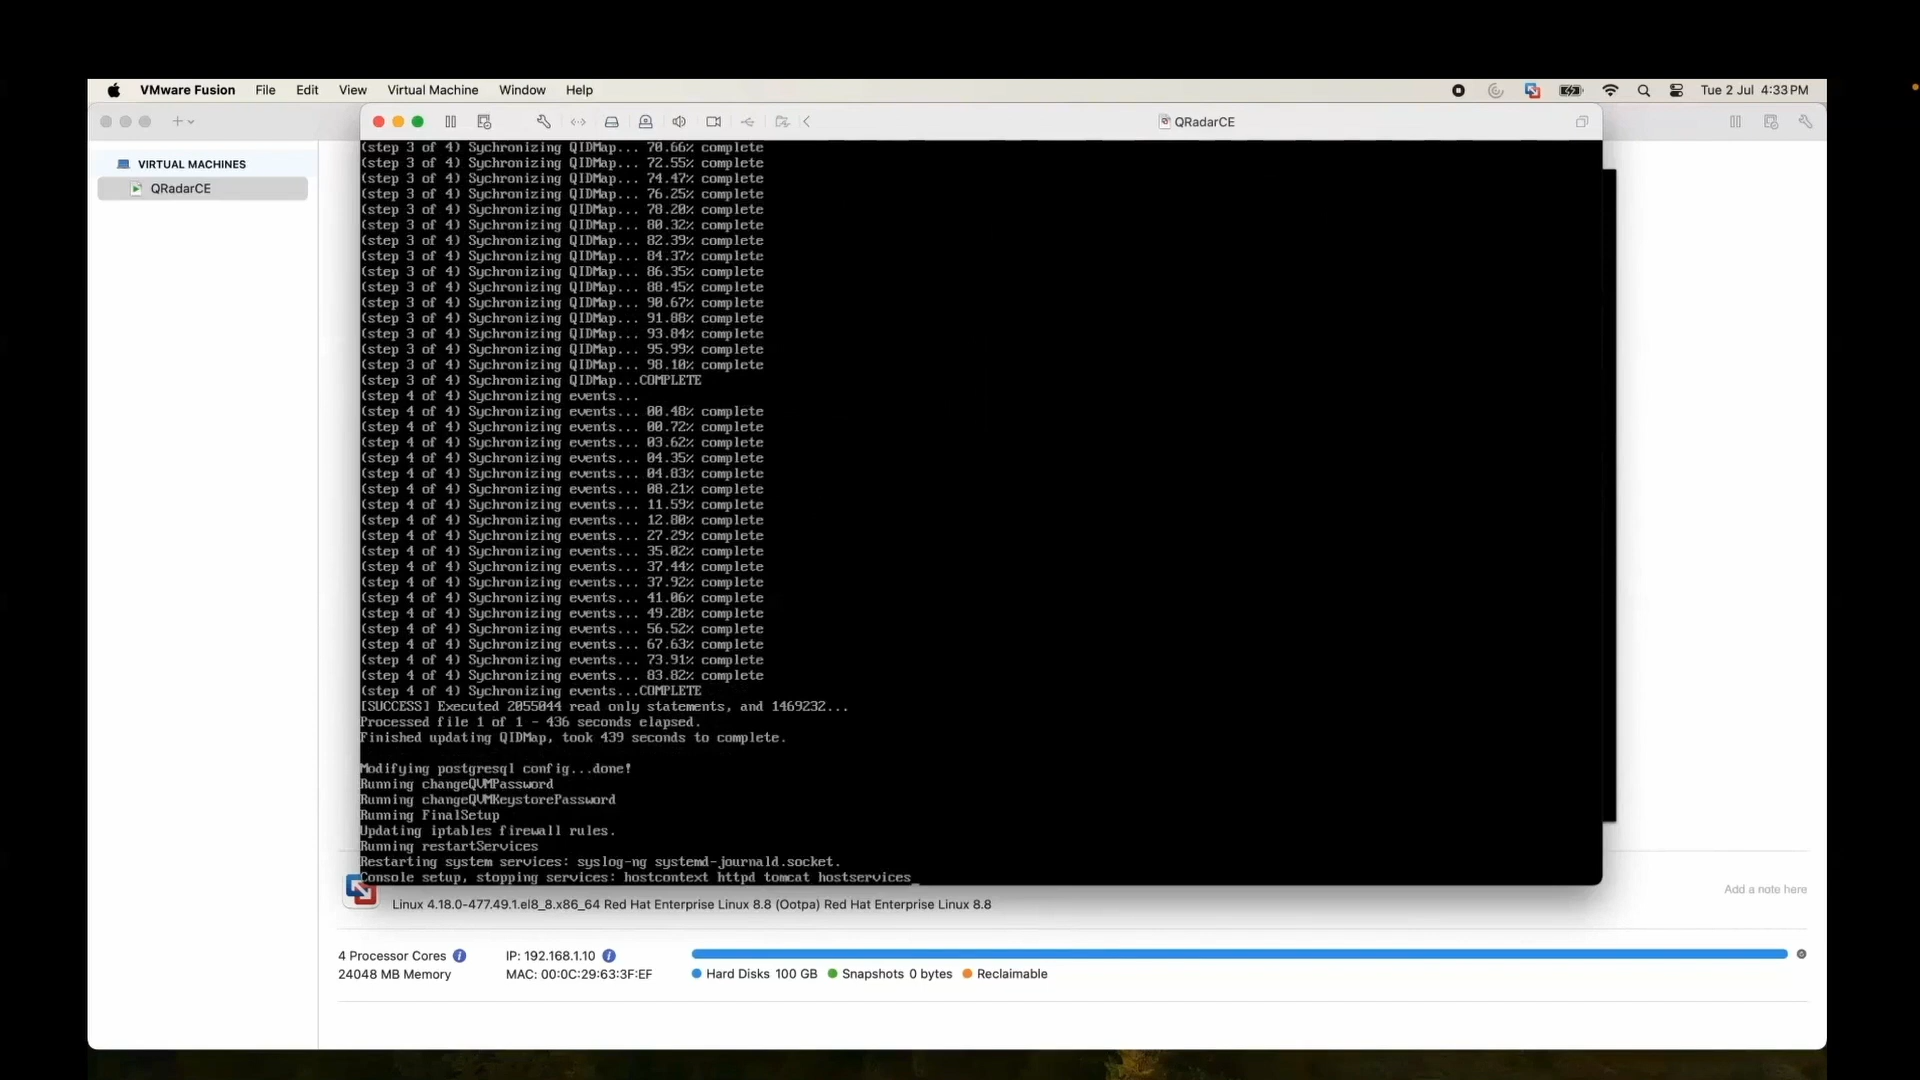 VMware Fusion File Edit View Virtual Machine Window Help Tue 2 Jul 4:33 PM
QRadarCE
VIRTUAL MACHINES
QRadarCE
(step 3 of 4) Sychronizing QIDMap... 70.66% complete
(step 3 of 4) Sychronizing QIDMap... 72.55% complete
(step 3 of 4) Sychronizing QIDMap... 74.47% complete
(step 3 of 4) Sychronizing QIDMap... 76.25% complete
(step 3 of 4) Sychronizing QIDMap... 78.20% complete
(step 3 of 4) Sychronizing QIDMap... 80.32% complete
(step 3 of 4) Sychronizing QIDMap... 82.39% complete
(step 3 of 4) Sychronizing QIDMap... 84.37% complete
(step 3 of 4) Sychronizing QIDMap... 86.35% complete
(step 3 of 4) Sychronizing QIDMap... 88.45% complete
(step 3 of 4) Sychronizing QIDMap... 90.67% complete
(step 3 of 4) Sychronizing QIDMap... 91.88% complete
(step 3 of 4) Sychronizing QIDMap... 93.84% complete
(step 3 of 4) Sychronizing QIDMap... 95.99% complete
(step 3 of 4) Sychronizing QIDMap... 98.10% complete
(step 3 of 4) Sychronizing QIDMap...COMPLETE
(step 4 of 4) Sychronizing events...
(step 4 of 4) Sychronizing events... 00.48% complete
(step 4 of 4) Sychronizing events... 00.72% complete
(step 4 of 4) Sychronizing events... 03.62% complete
(step 4 of 4) Sychronizing events... 04.35% complete
(step 4 of 4) Sychronizing events... 04.83% complete
(step 4 of 4) Sychronizing events... 08.21% complete
(step 4 of 4) Sychronizing events... 11.59% complete
(step 4 of 4) Sychronizing events... 12.80% complete
(step 4 of 4) Sychronizing events... 27.29% complete
(step 4 of 4) Sychronizing events... 35.02% complete
(step 4 of 4) Sychronizing events... 37.44% complete
(step 4 of 4) Sychronizing events... 37.92% complete
(step 4 of 4) Sychronizing events... 41.06% complete
(step 4 of 4) Sychronizing events... 49.28% complete
(step 4 of 4) Sychronizing events... 56.52% complete
(step 4 of 4) Sychronizing events... 67.63% complete
(step 4 of 4) Sychronizing events... 73.91% complete
(step 4 of 4) Sychronizing events... 83.82% complete
(step 4 of 4) Sychronizing events...COMPLETE
[SUCCESS] Executed 2055044 read only statements, and 1469232...
Processed file 1 of 1 - 436 seconds elapsed.
Finished updating QIDMap, took 439 seconds to complete.
Modifying postgresql config...done!
Running changeQVMPassword
Running changeQVMKeystorePassword
Running FinalSetup
Updating iptables firewall rules.
Running restartServices
Restarting system services: syslog-ng systemd-journald.socket.
Console setup, stopping services: hostcontext httpd tomcat hostservices_
Add a note here
Linux 4.18.0-477.49.1.el8_8.x86_64 Red Hat Enterprise Linux 8.8 (Ootpa) Red Hat Enterprise Linux 8.8
4 Processor Cores IP: 192.168.1.10
24048 MB Memory MAC: 00:0C:29:63:3F:EF Hard Disks 100 GB Snapshots 0 bytes Reclaimable